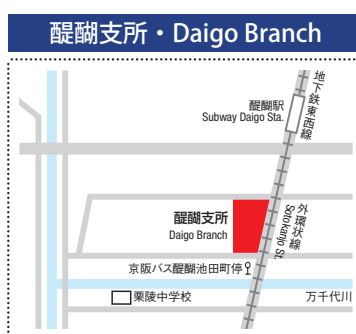 醍醐支所・Daigo Branch
地下鉄東西線
醍醐駅
Subway Daigo Sta.
外環状線
Sotokanjo St.
醍醐支所
Daigo Branch
京阪バス醍醐池田町停
栗陵中学校
万千代川